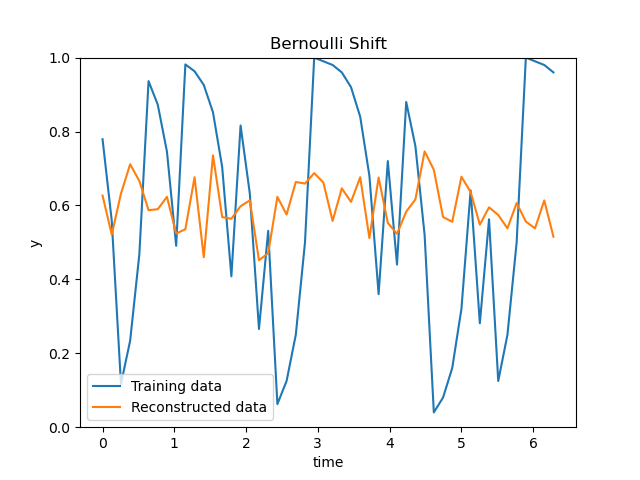 Bernoulli Shift
1.0
0.8
0.6
0.4
0.2
0.0
y
Training data
Reconstructed data
0 1 2 3 4 5 6
time